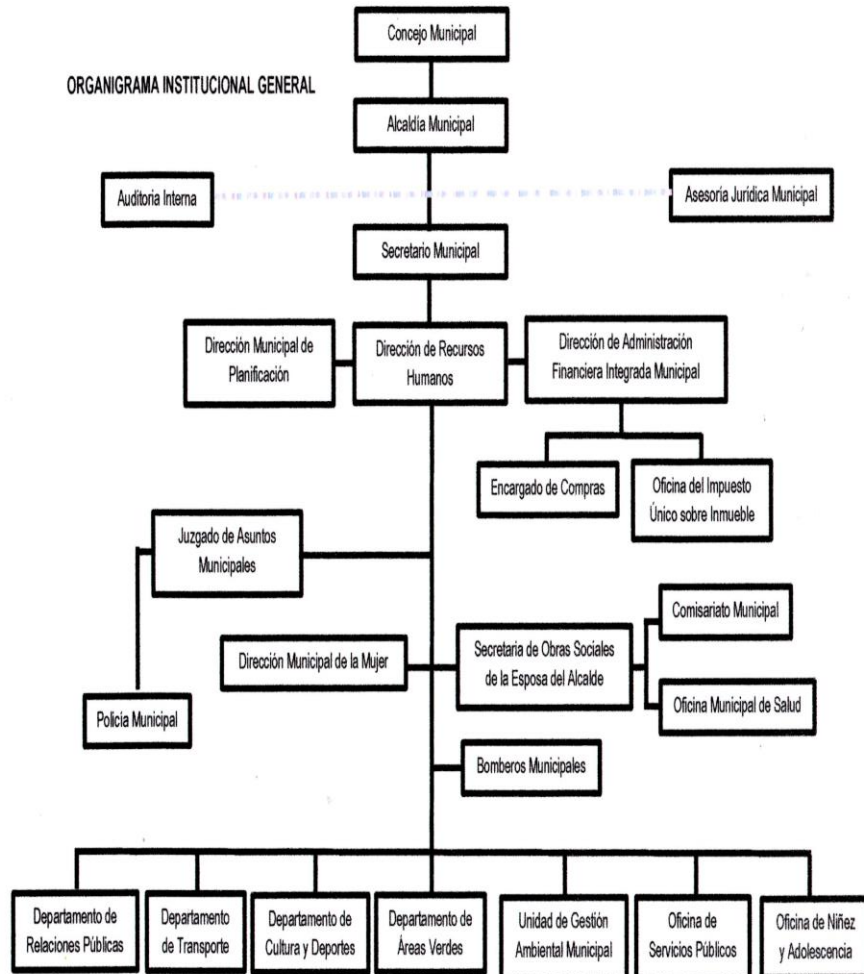 Concejo Municipal
ORGANIGRAMA INSTITUCIONAL GENERAL
Alcaldía Municipal
Auditoria Interna
Asesoría Jurídica Municipal
Secretario Municipal
Dirección Municipal de
Planificación
Dirección de Recursos
Humanos
Dirección de Administración
Financiera Integrada Municipal
Encargado de Compras
Oficina del Impuesto
Único sobre Inmueble
Juzgado de Asuntos
Municipales
Comisariato Municipal
Dirección Municipal de la Mujer
Secretaria de Obras Sociales
de la Esposa del Alcalde
Policía Municipal
Oficina Municipal de Salud
Bomberos Municipales
Departamento de
Relaciones Públicas
Departamento
de Transporte
Departamento de
Cultura y Deportes
Departamento de
Áreas Verdes
Unidad de Gestión
Ambiental Municipal
Oficina de
Servicios Públicos
Oficina de Niñez
y Adolescencia